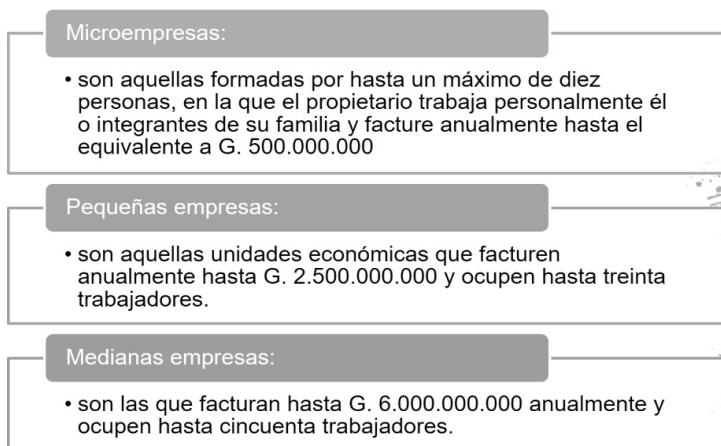 Microempresas:
• son aquellas formadas por hasta un máximo de diez
personas, en la que el propietario trabaja personalmente él
o integrantes de su familia y facture anualmente hasta el
equivalente a G. 500.000.000
Pequeñas empresas:
• son aquellas unidades económicas que facturen
anualmente hasta G. 2.500.000.000 y ocupen hasta treinta
trabajadores.
Medianas empresas:
• son las que facturan hasta G. 6.000.000.000 anualmente y
ocupen hasta cincuenta trabajadores.